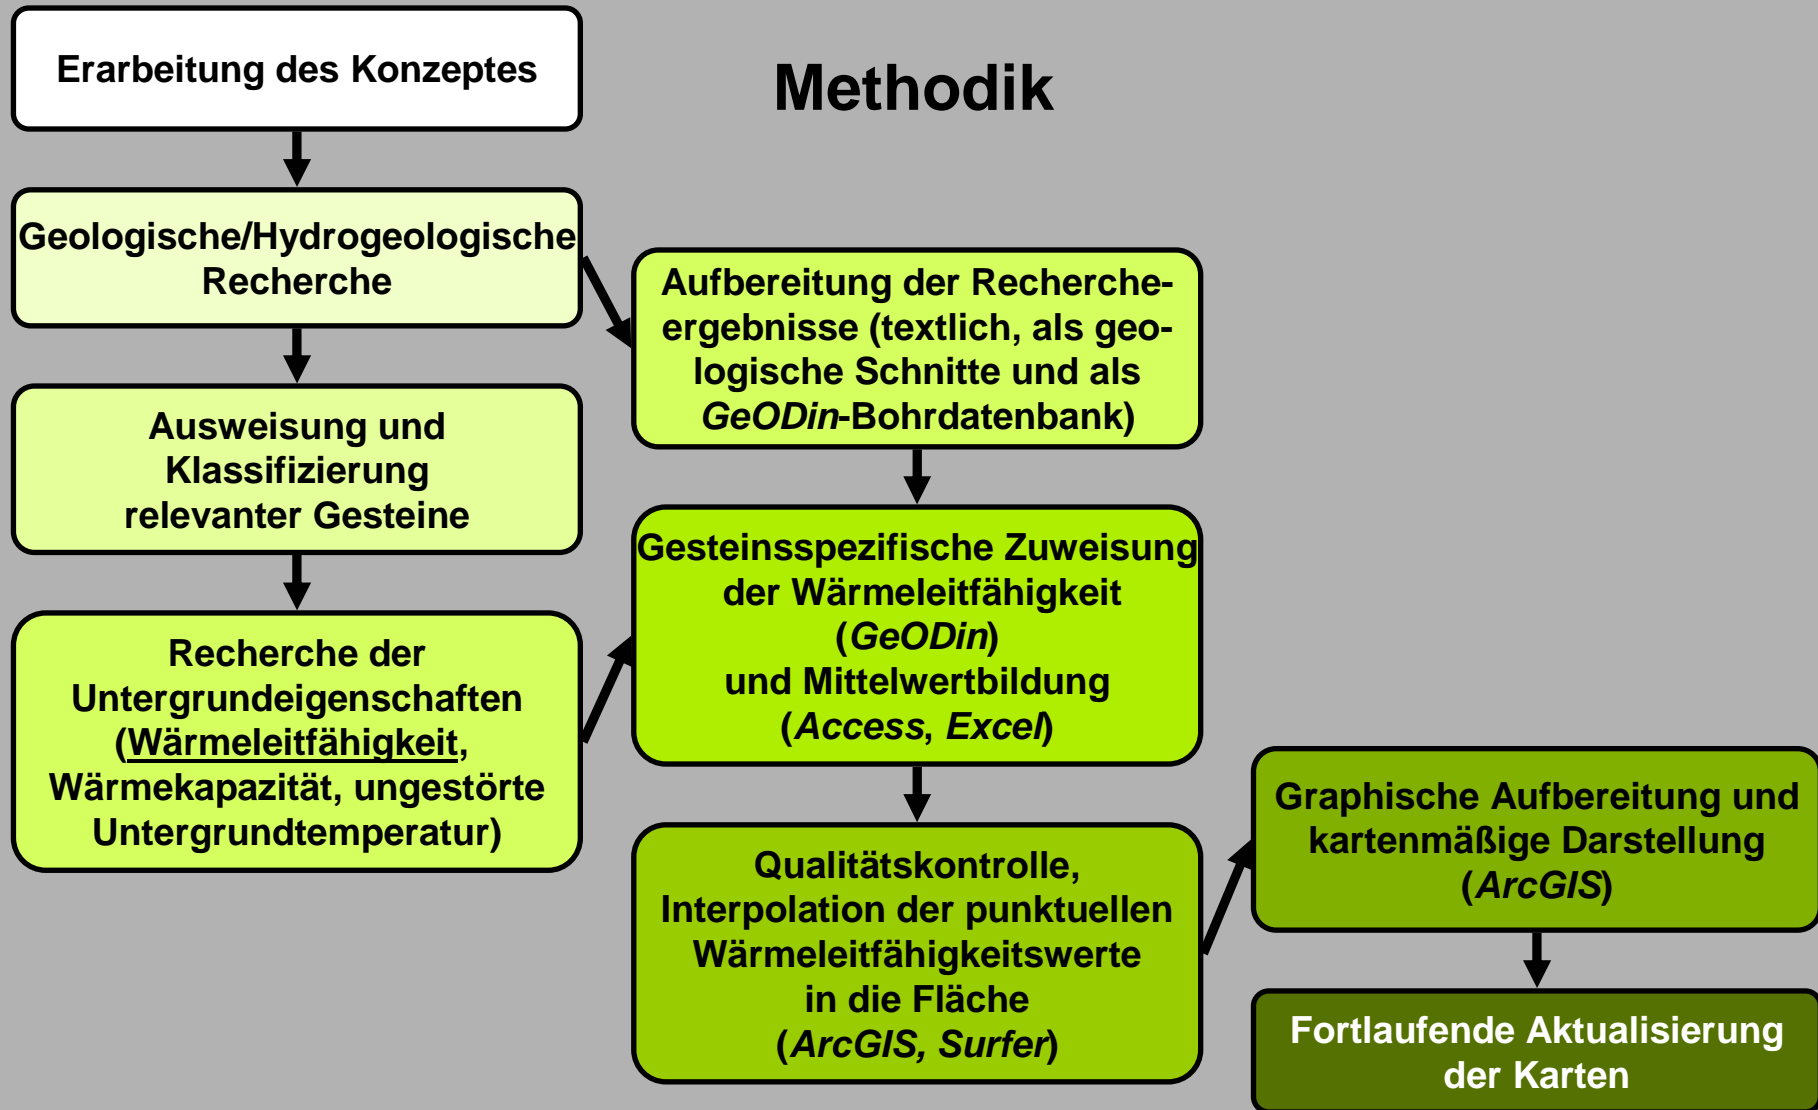 Methodik
Erarbeitung des Konzeptes
Geologische/Hydrogeologische
Recherche
Ausweisung und
Klassifizierung
relevanter Gesteine
Recherche der
Untergrundeigenschaften
(Wärmeleitfähigkeit,
Wärmekapazität, ungestörte
Untergrundtemperatur)
Aufbereitung der Recherche-
ergebnisse (textlich, als geo-
logische Schnitte und als
GeODin-Bohrdatenbank)
Gesteinsspezifische Zuweisung
der Wärmeleitfähigkeit
(GeODin)
und Mittelwertbildung
(Access, Excel)
Qualitätskontrolle,
Interpolation der punktuellen
Wärmeleitfähigkeitswerte
in die Fläche
(ArcGIS, Surfer)
Graphische Aufbereitung und
kartenmäßige Darstellung
(ArcGIS)
Fortlaufende Aktualisierung
der Karten